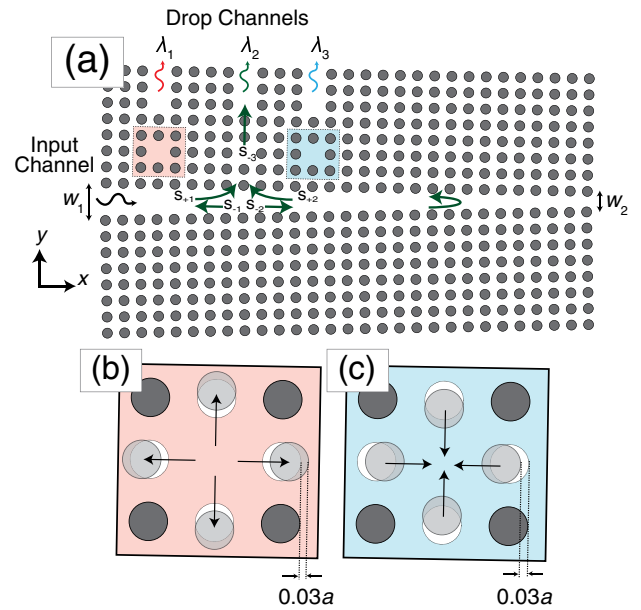 Drop Channels
λ1 λ2 λ3
(a)
Input
Channel
S-3
w1
S+1 S-1 S-2 S+2
w2
y
x
(b) (c)
0.03a 0.03a